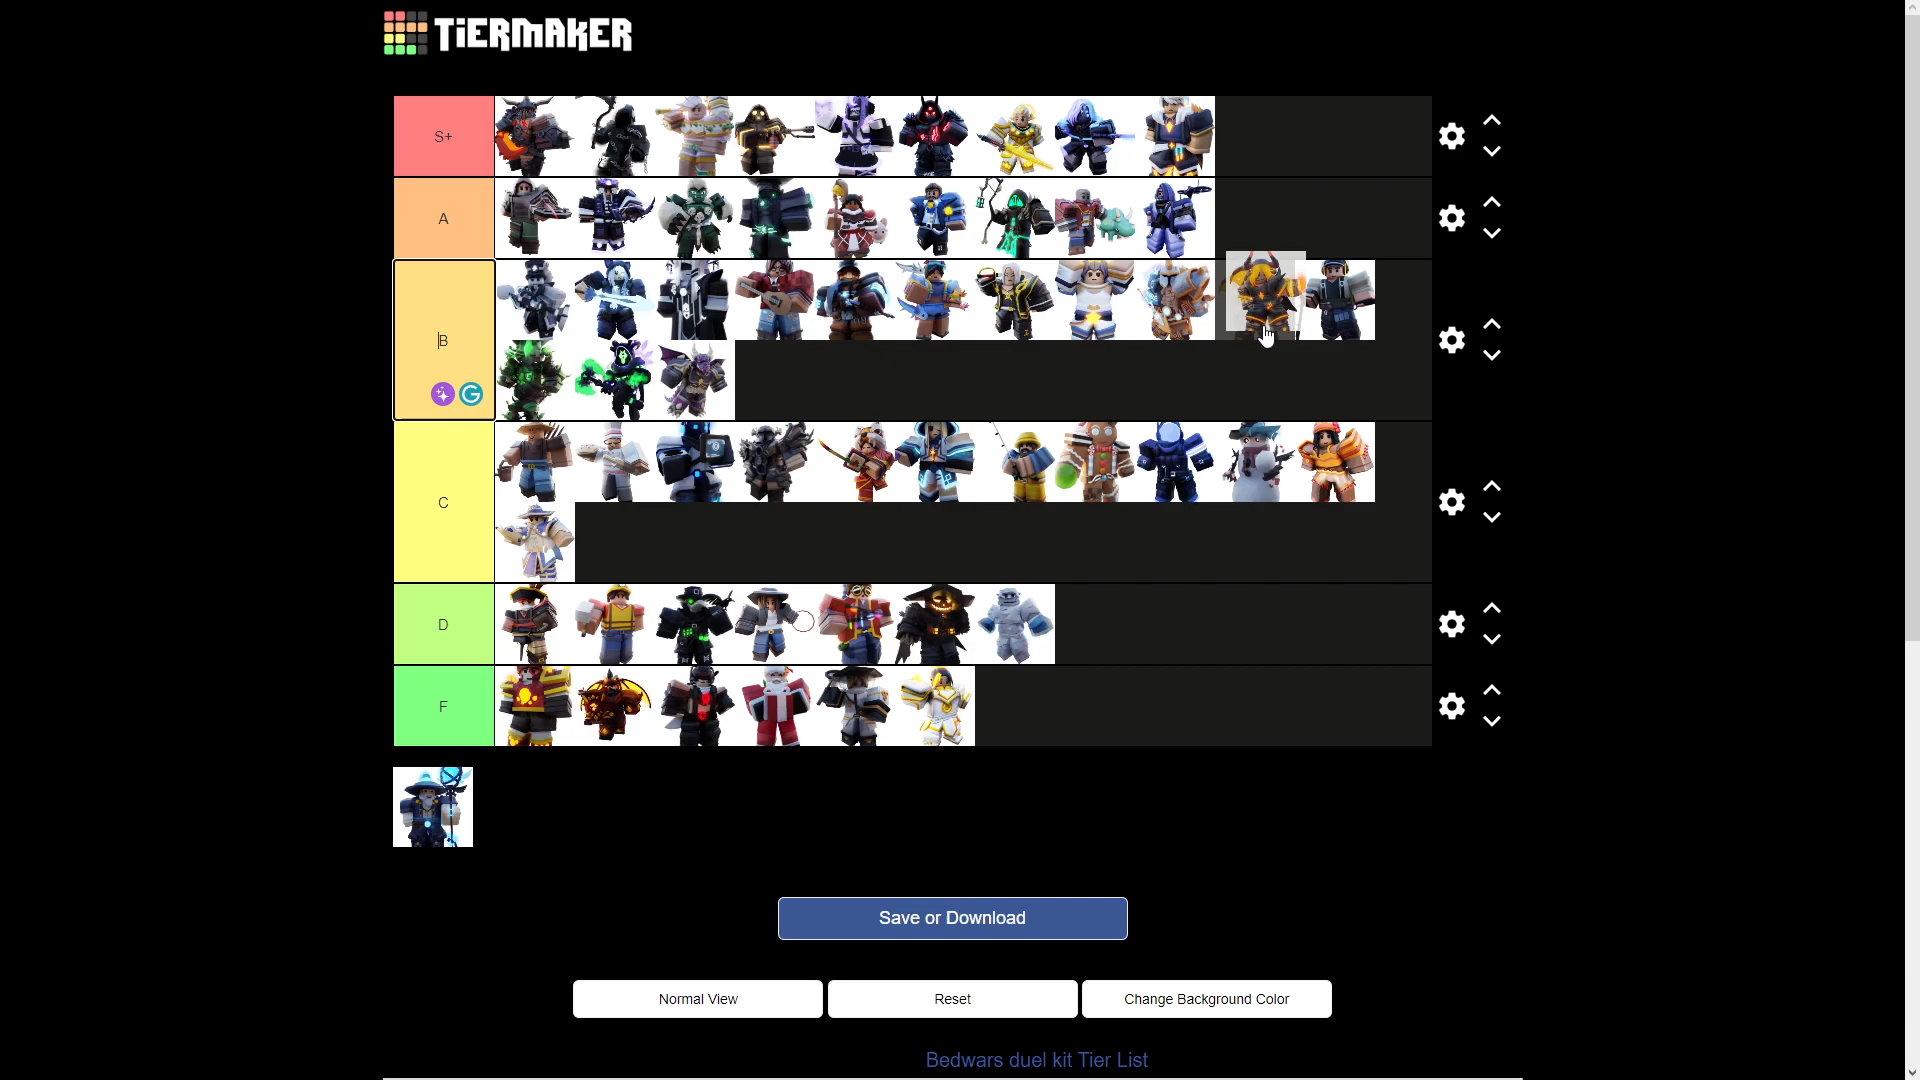 TiERMAKER
S+
A
B
C
D
F
Save or Download
Normal View
Reset
Change Background Color
Bedwars duel kit Tier List